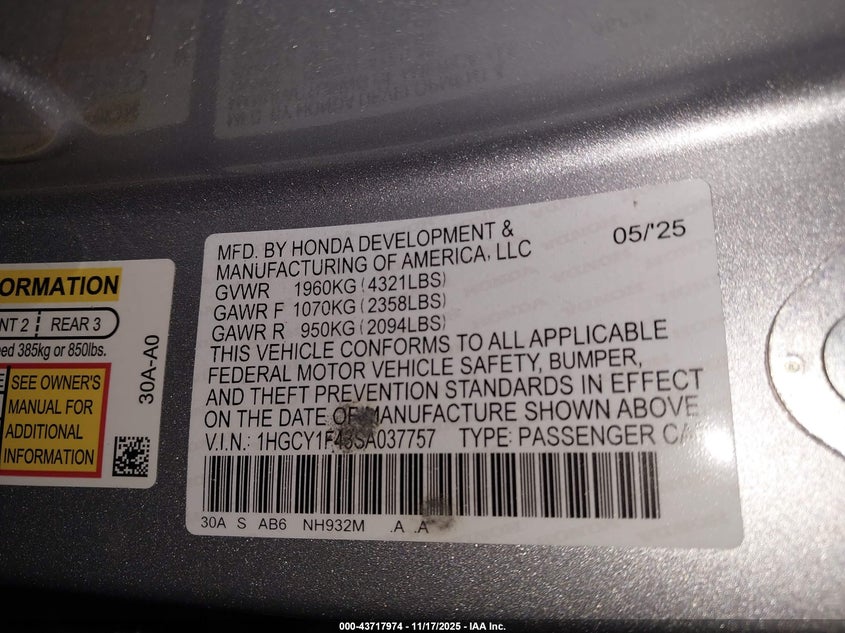 MFD. BY HONDA DEVELOPMENT &
MANUFACTURING OF AMERICA, LLC
05/'25
GVWR 1960KG (4321LBS)
GAWR F 1070KG (2358LBS)
GAWR R 950KG (2094LBS)
THIS VEHICLE CONFORMS TO ALL APPLICABLE
FEDERAL MOTOR VEHICLE SAFETY, BUMPER,
AND THEFT PREVENTION STANDARDS IN EFFECT
ON THE DATE OF MANUFACTURE SHOWN ABOVE
V.I.N.: 1HGCY1F43SA037757 TYPE: PASSENGER CA
30A S AB6 NH932M .A .A
ORMATION
NT 2 REAR 3
eed 385kg or 850lbs.
SEE OWNER'S
MANUAL FOR
ADDITIONAL
INFORMATION
30A-A0
000-43717974 - 11/17/2025 - IAA Inc.